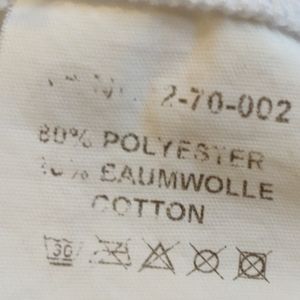 2-70-002
80% POLYESTER
% BAUMWOLLE
COTTON
30